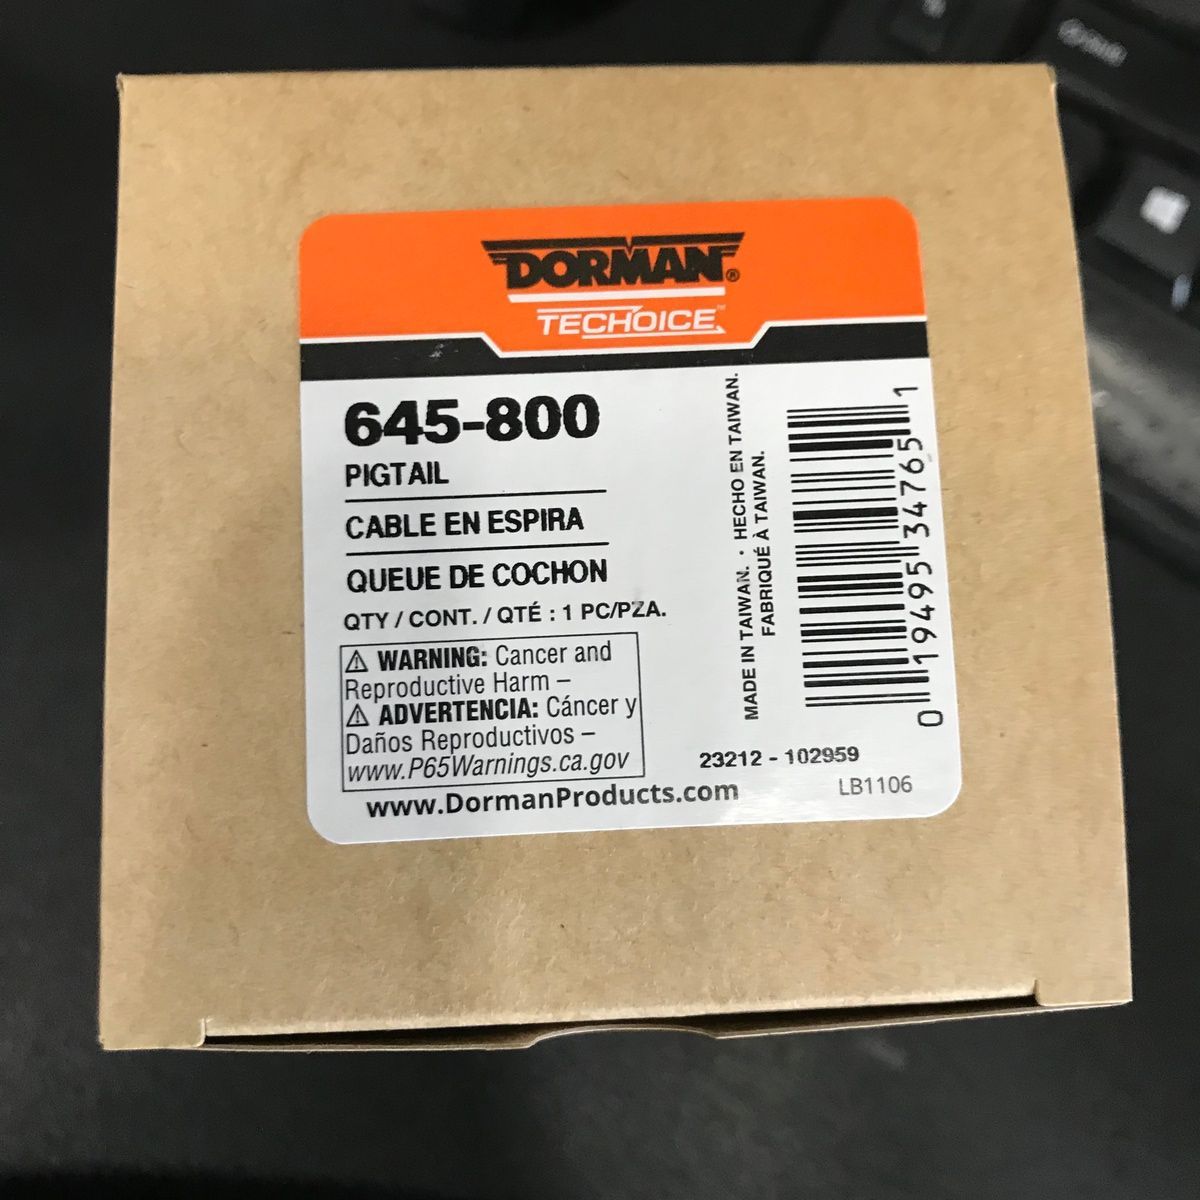 DORMAN®
TECHOICE™
645-800
PIGTAIL
CABLE EN ESPIRA
QUEUE DE COCHON
QTY / CONT. / QTÉ : 1 PC/PZA.
⚠ WARNING: Cancer and
Reproductive Harm –
⚠ ADVERTENCIA: Cáncer y
Daños Reproductivos –
www.P65Warnings.ca.gov
www.DormanProducts.com
MADE IN TAIWAN. • HECHO EN TAIWAN.
FABRIQUÉ À TAIWAN.
0 19495 34765 1
23212 - 102959
LB1106